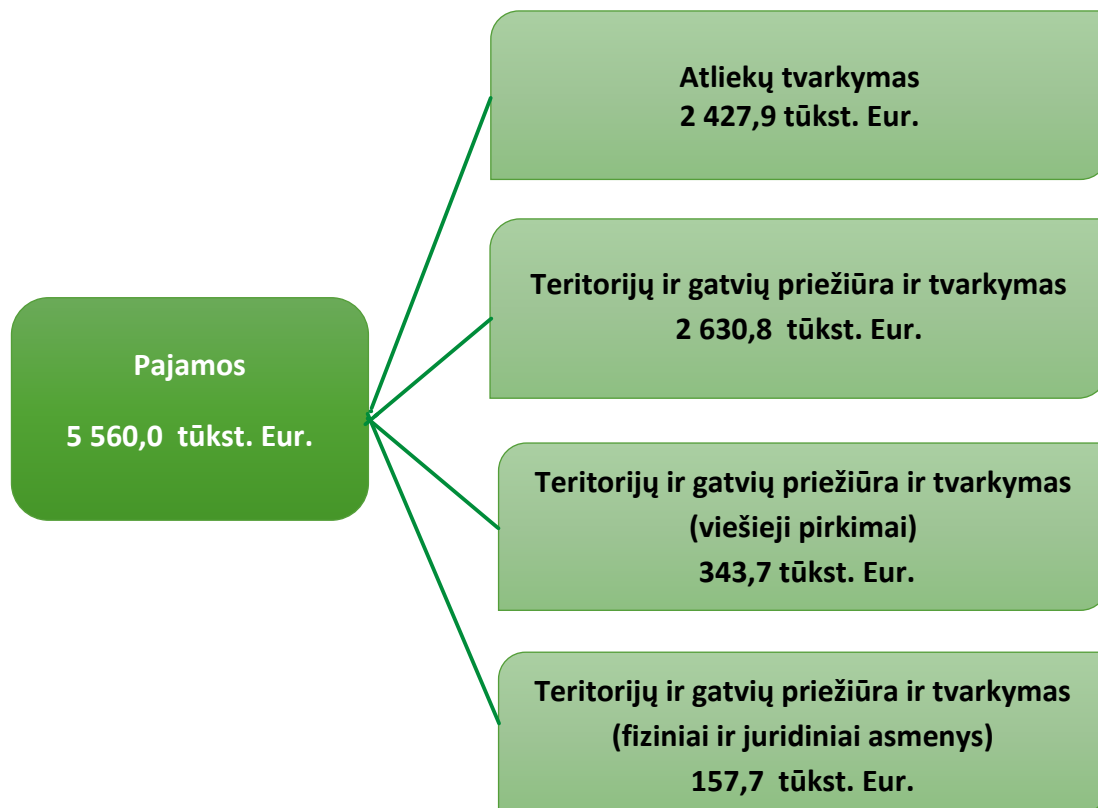 Atliekų tvarkymas
2 427,9 tūkst. Eur.
Teritorijų ir gatvių priežiūra ir tvarkymas
2 630,8 tūkst. Eur.
Pajamos
5 560,0 tūkst. Eur.
Teritorijų ir gatvių priežiūra ir tvarkymas
(viešieji pirkimai)
343,7 tūkst. Eur.
Teritorijų ir gatvių priežiūra ir tvarkymas
(fiziniai ir juridiniai asmenys)
157,7 tūkst. Eur.